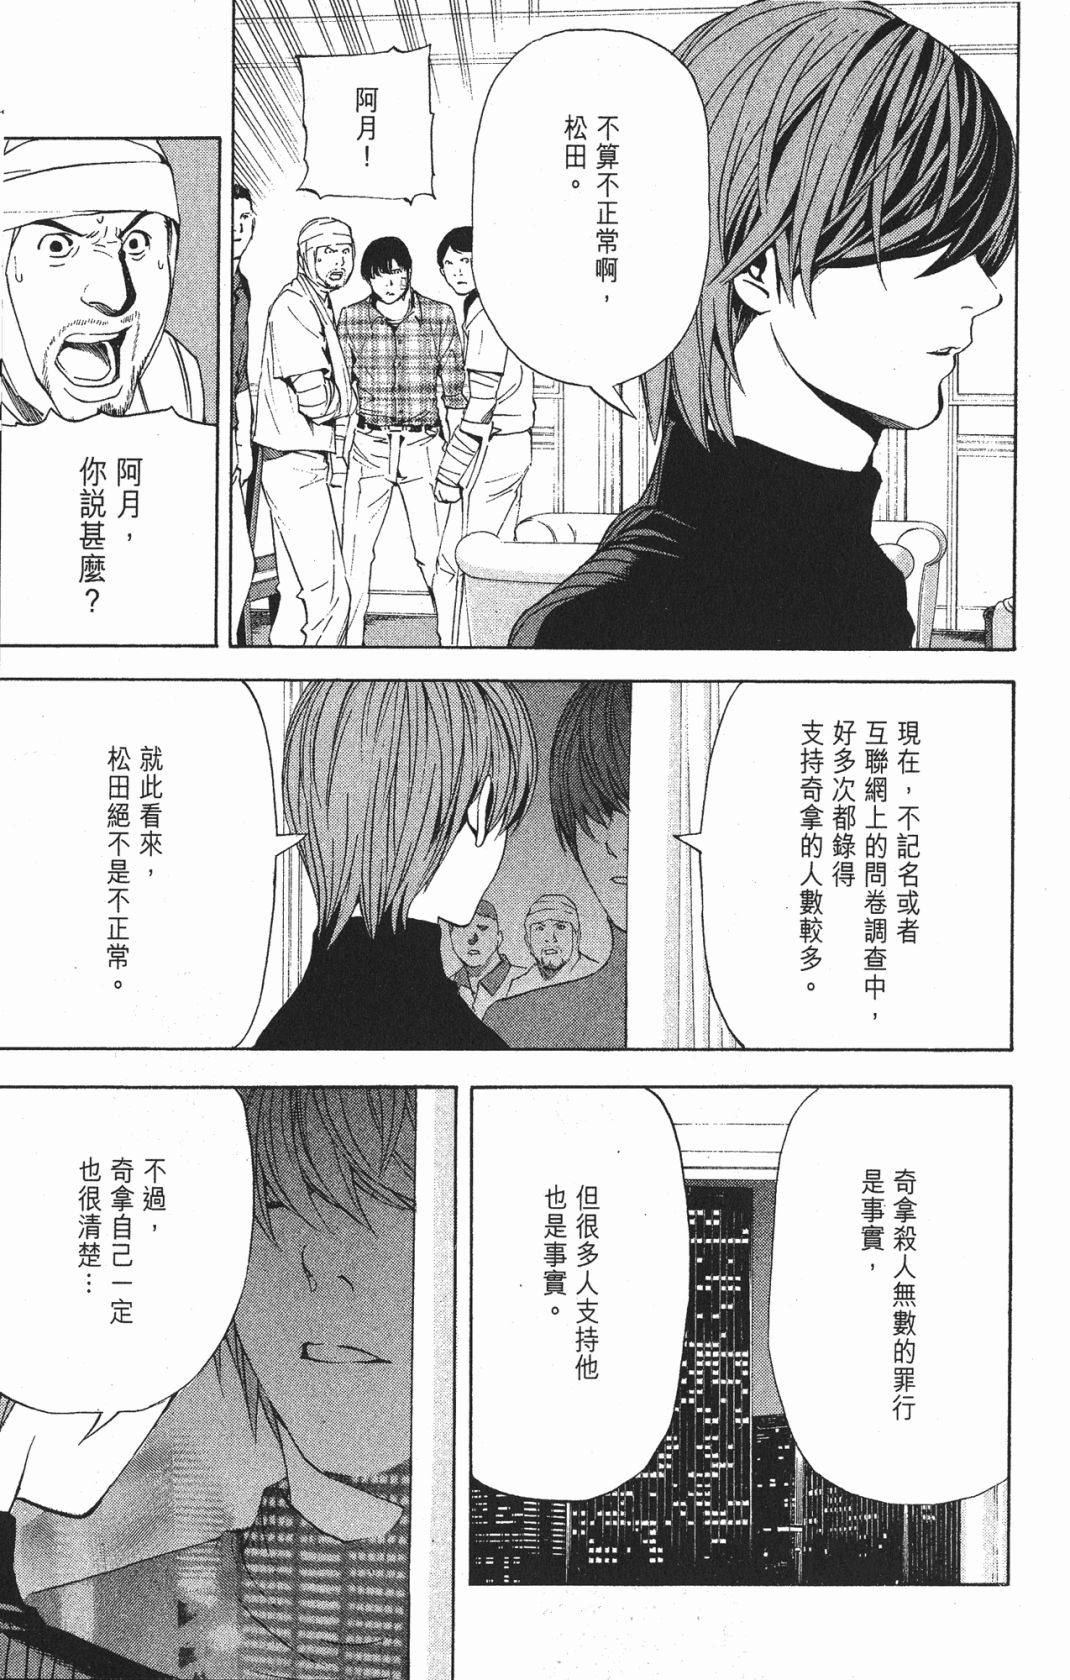 不算不正常啊，
松田。
阿月！
阿月，
你説甚麼？
現在，不記名或者
互聯網上的問卷調查中，
好多次都錄得
支持奇拿的人數較多。
就此看來，
松田絕不是不正常。
奇拿殺人無數的罪行
是事實，
但很多人支持他
也是事實。
不過，
奇拿自己一定
也很清楚…